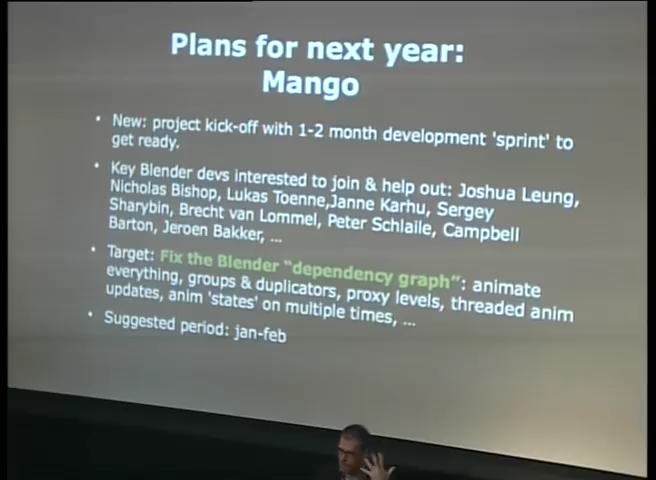 Plans for next year:
Mango
• New: project kick-off with 1-2 month development 'sprint' to
get ready.
• Key Blender devs interested to join & help out: Joshua Leung,
Nicholas Bishop, Lukas Toenne,Janne Karhu, Sergey
Sharybin, Brecht van Lommel, Peter Schlaile, Campbell
Barton, Jeroen Bakker, ...
• Target: Fix the Blender "dependency graph": animate
everything, groups & duplicators, proxy levels, threaded anim
updates, anim 'states' on multiple times, ...
• Suggested period: jan-feb